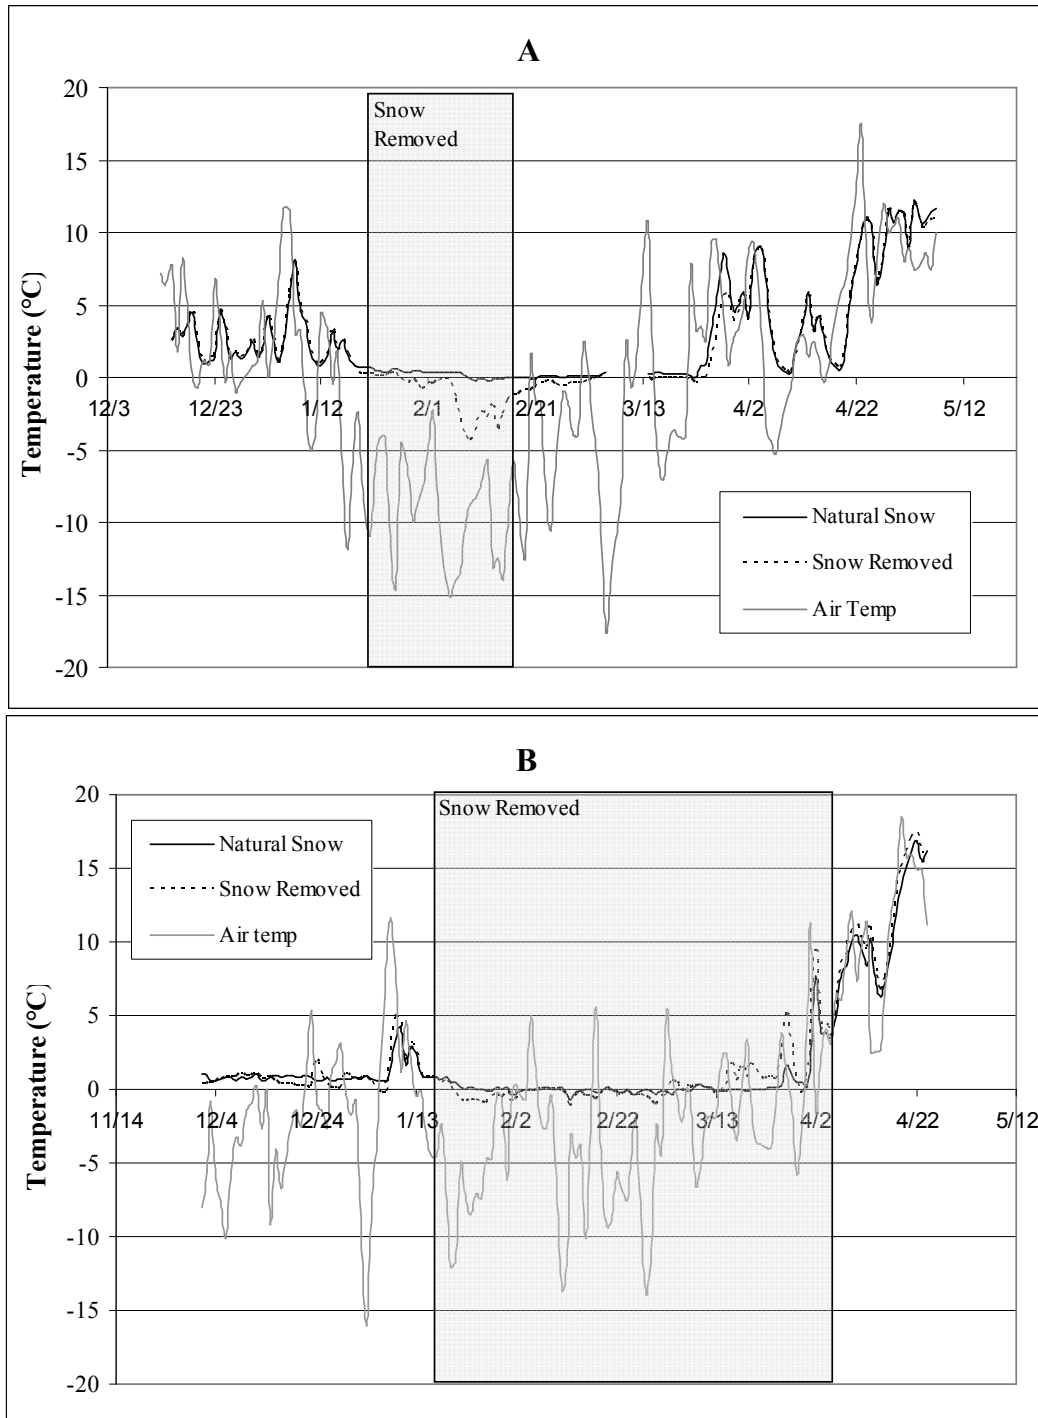 A
20
15
10
5
0
-5
-10
-15
-20
Temperature (°C)
12/3
12/23
1/12
2/1
2/21
3/13
4/2
4/22
5/12
Snow
Removed
Natural Snow
Snow Removed
Air Temp
B
20
15
10
5
0
-5
-10
-15
-20
Temperature (°C)
11/14
12/4
12/24
1/13
2/2
2/22
3/13
4/2
4/22
5/12
Snow Removed
Natural Snow
Snow Removed
Air temp